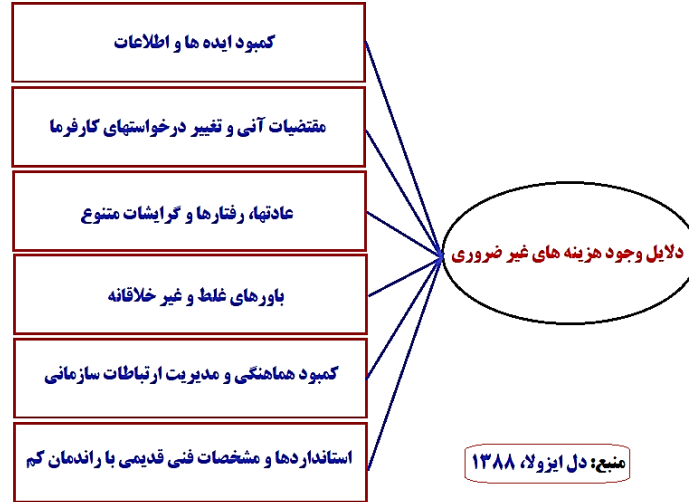 دلایل وجود هزینه های غیر ضروری
کمبود ایده ها و اطلاعات
مقتضیات آنی و تغییر درخواستهای کارفرما
عادتها، رفتارها و گرایشات متنوع
باورهای غلط و غیر خلاقانه
کمبود هماهنگی و مدیریت ارتباطات سازمانی
استانداردها و مشخصات فنی قدیمی با راندمان کم
منبع: دل ایزولا، ۱۳۸۸